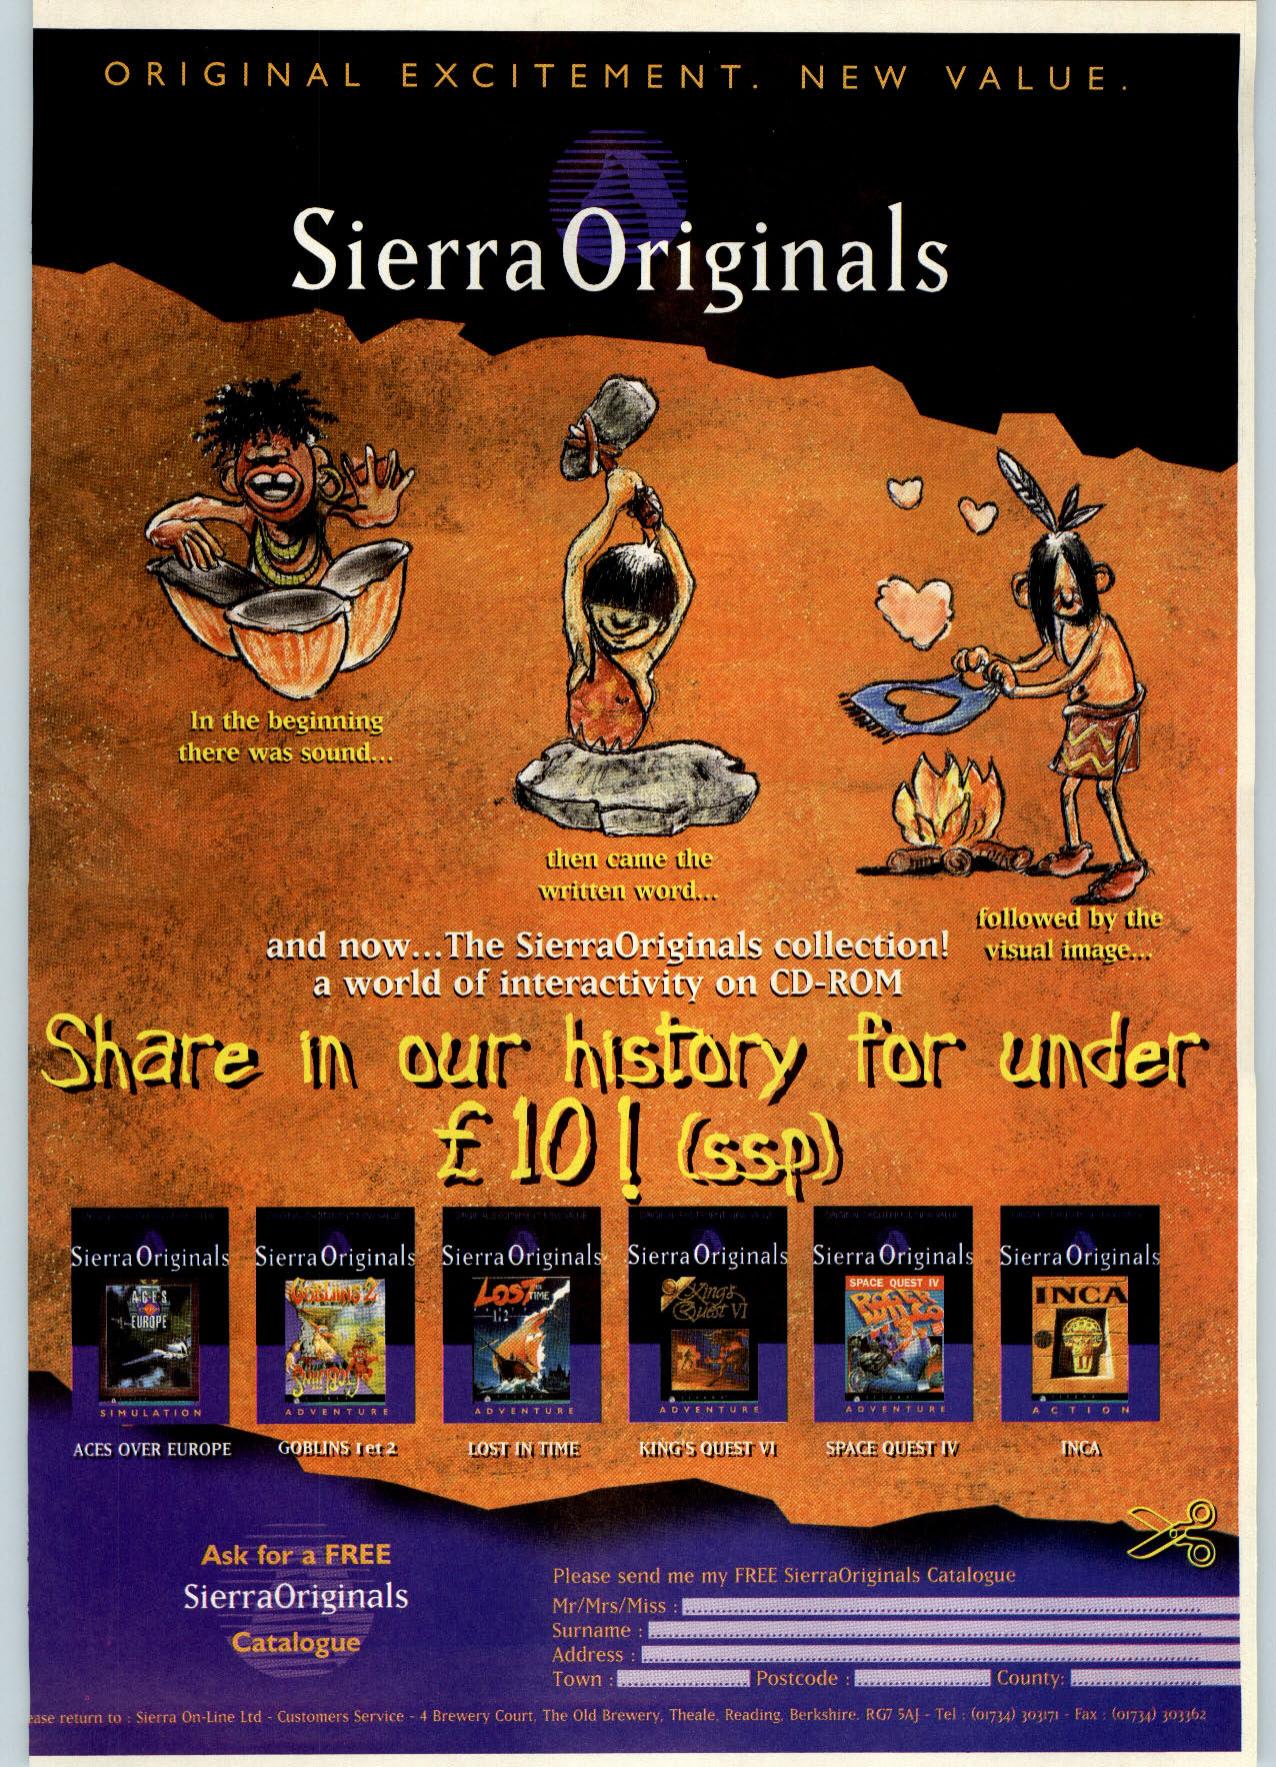 ORIGINAL EXCITEMENT. NEW VALUE.
SierraOriginals
In the beginning
there was sound...
then came the
written word...
followed by the
visual image...
and now...The SierraOriginals collection!
a world of interactivity on CD-ROM
Share in our history for under
£10! (ssp)
SierraOriginals SierraOriginals SierraOriginals SierraOriginals SierraOriginals SierraOriginals
ACES
EUROPE
GOBLIINS 2
LOST IN TIME
1&2
King's Quest VI
SPACE QUEST IV
INCA
SIMULATION ADVENTURE ADVENTURE ADVENTURE ADVENTURE ACTION
ACES OVER EUROPE GOBLINS 1 et 2 LOST IN TIME KING'S QUEST VI SPACE QUEST IV INCA
Ask for a FREE
SierraOriginals
Catalogue
Please send me my FREE SierraOriginals Catalogue
Mr/Mrs/Miss :
Surname :
Address :
Town : Postcode : County:
ease return to : Sierra On-Line Ltd - Customers Service - 4 Brewery Court, The Old Brewery, Theale, Reading, Berkshire. RG7 5AJ - Tel : (01734) 303171 - Fax : (01734) 303362